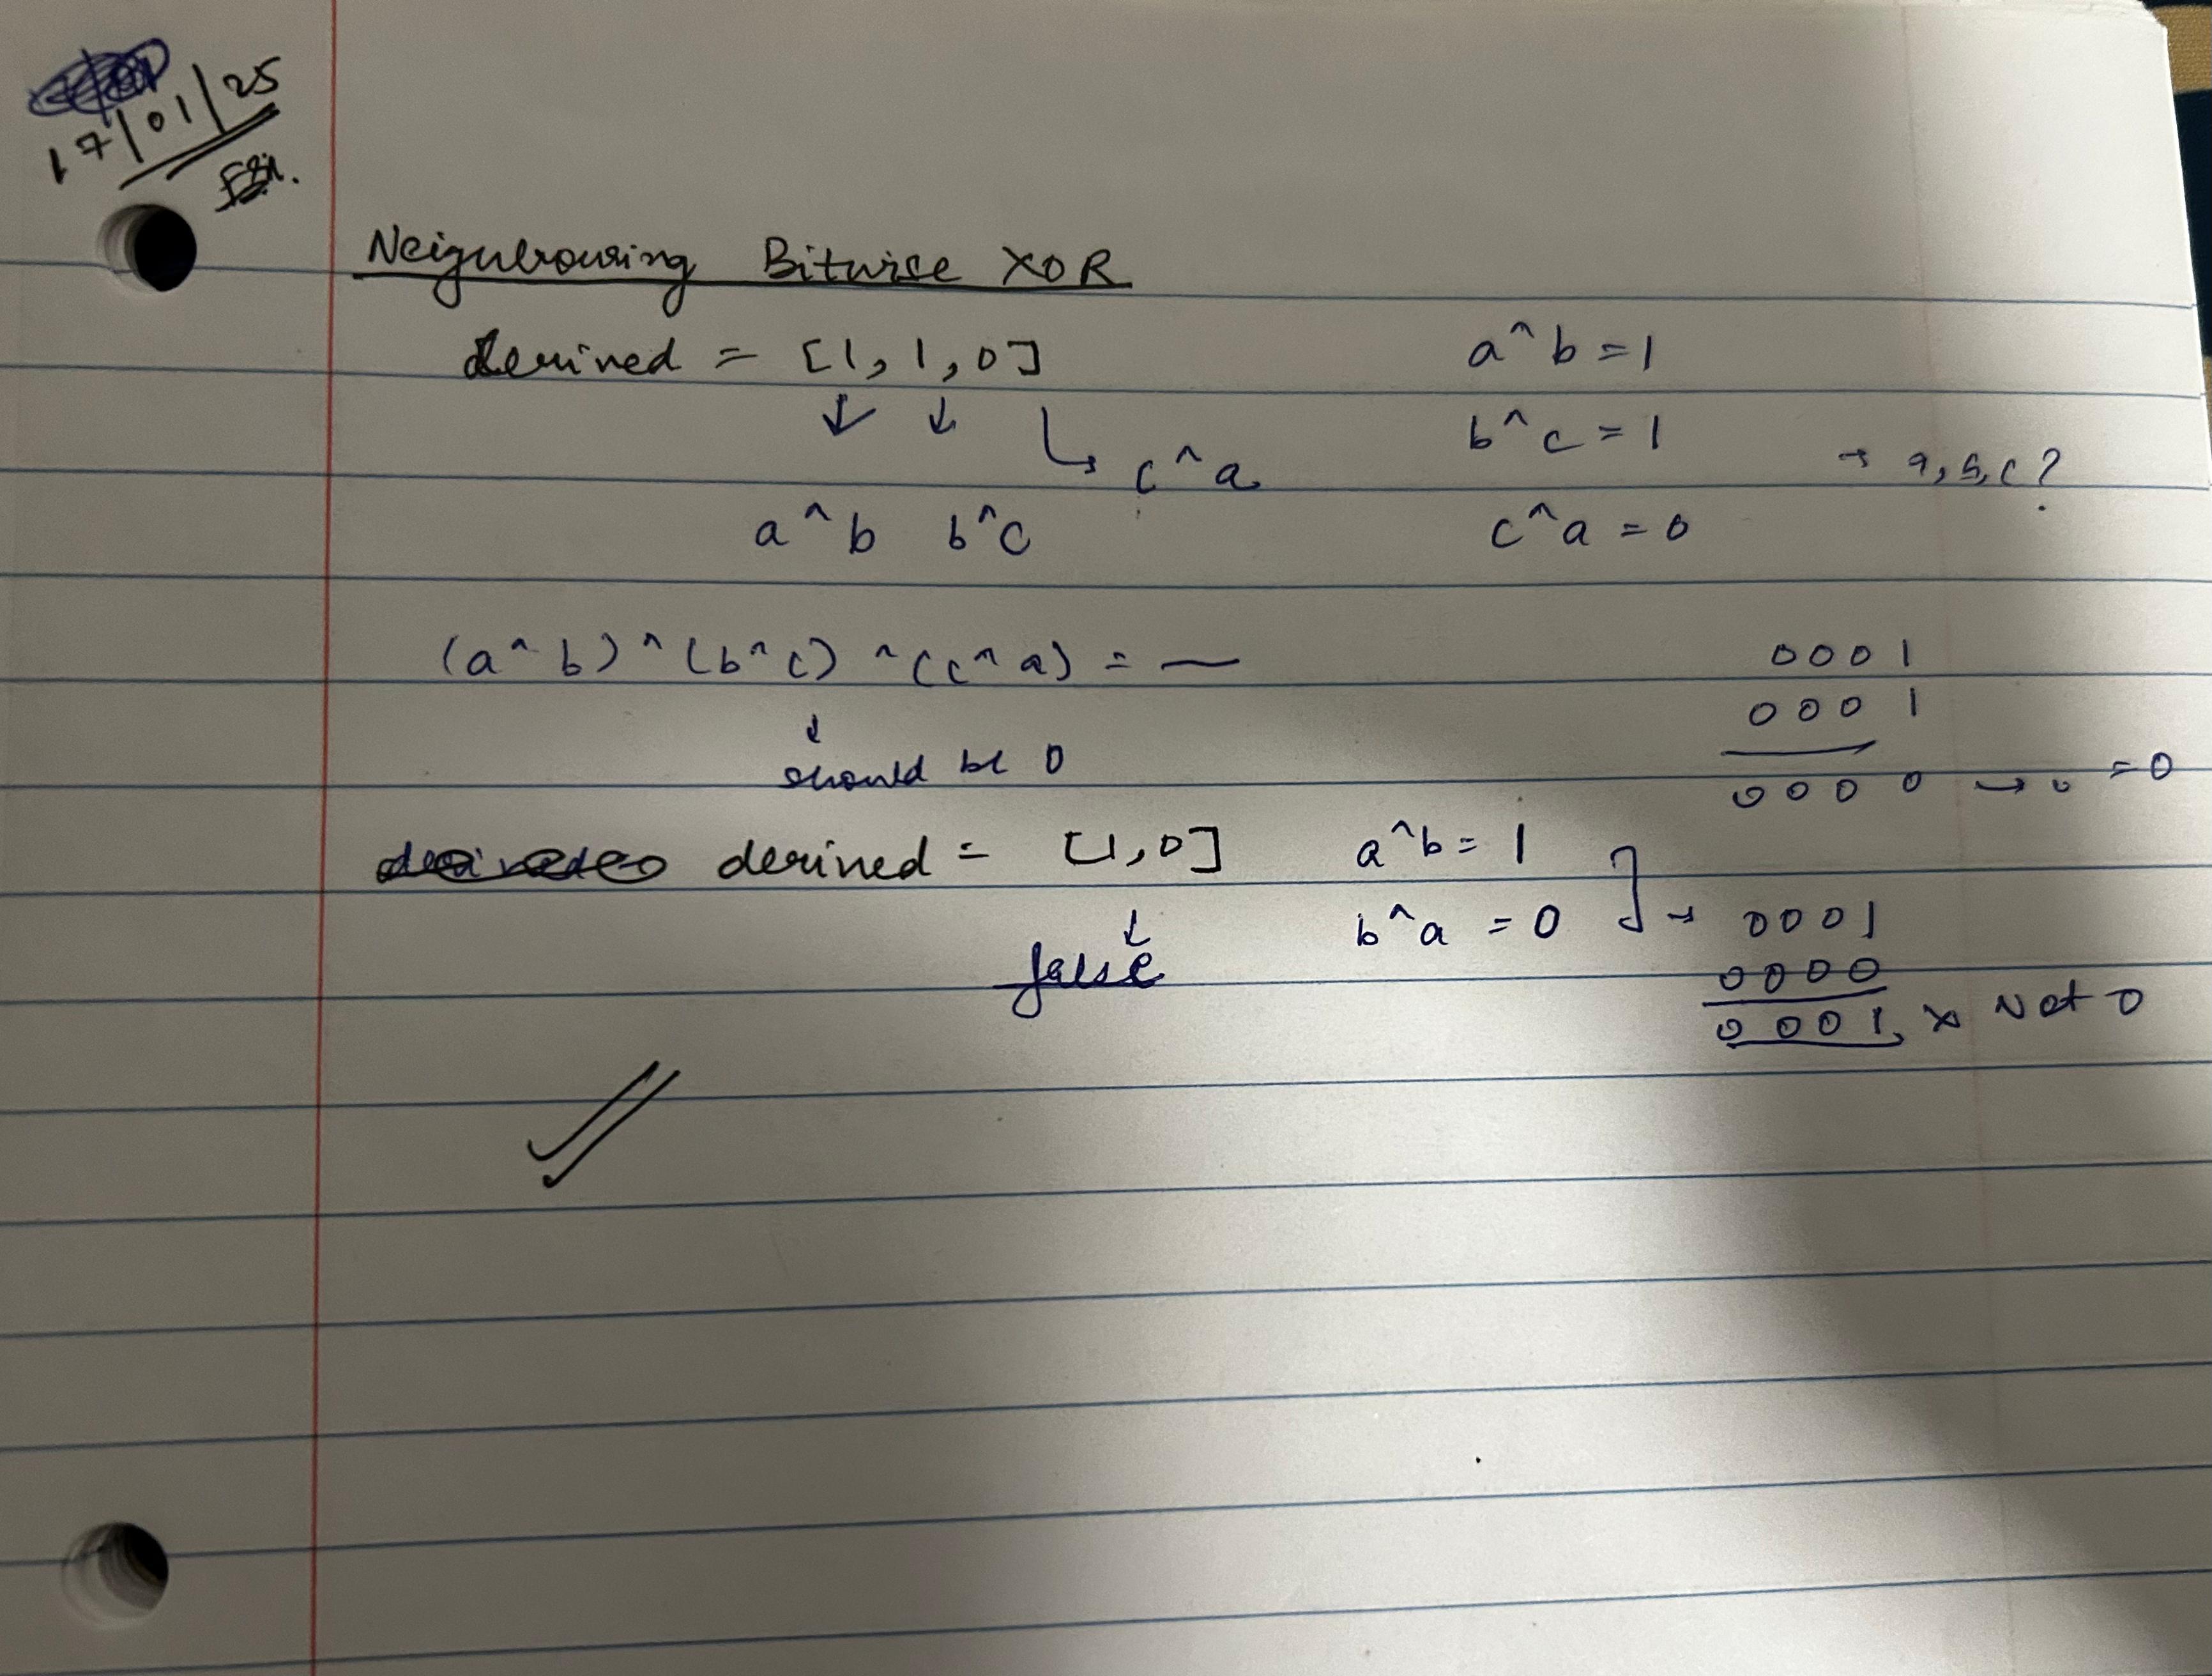 17/01/25
Fri.
Neighbouring Bitwise XOR
derived = [1, 1, 0]
a^b = 1
↓ ↓ ↳ c^a
b^c = 1
→ a, b, c?
a^b b^c
c^a = 0
(a^b)^(b^c)^(c^a) = —
↓
should be 0
0001
0001
0000 → 0 = 0
derived = [1, 0]
a^b = 1
b^a = 0 ] → 0001
0000
0001 × Not 0
↓
false